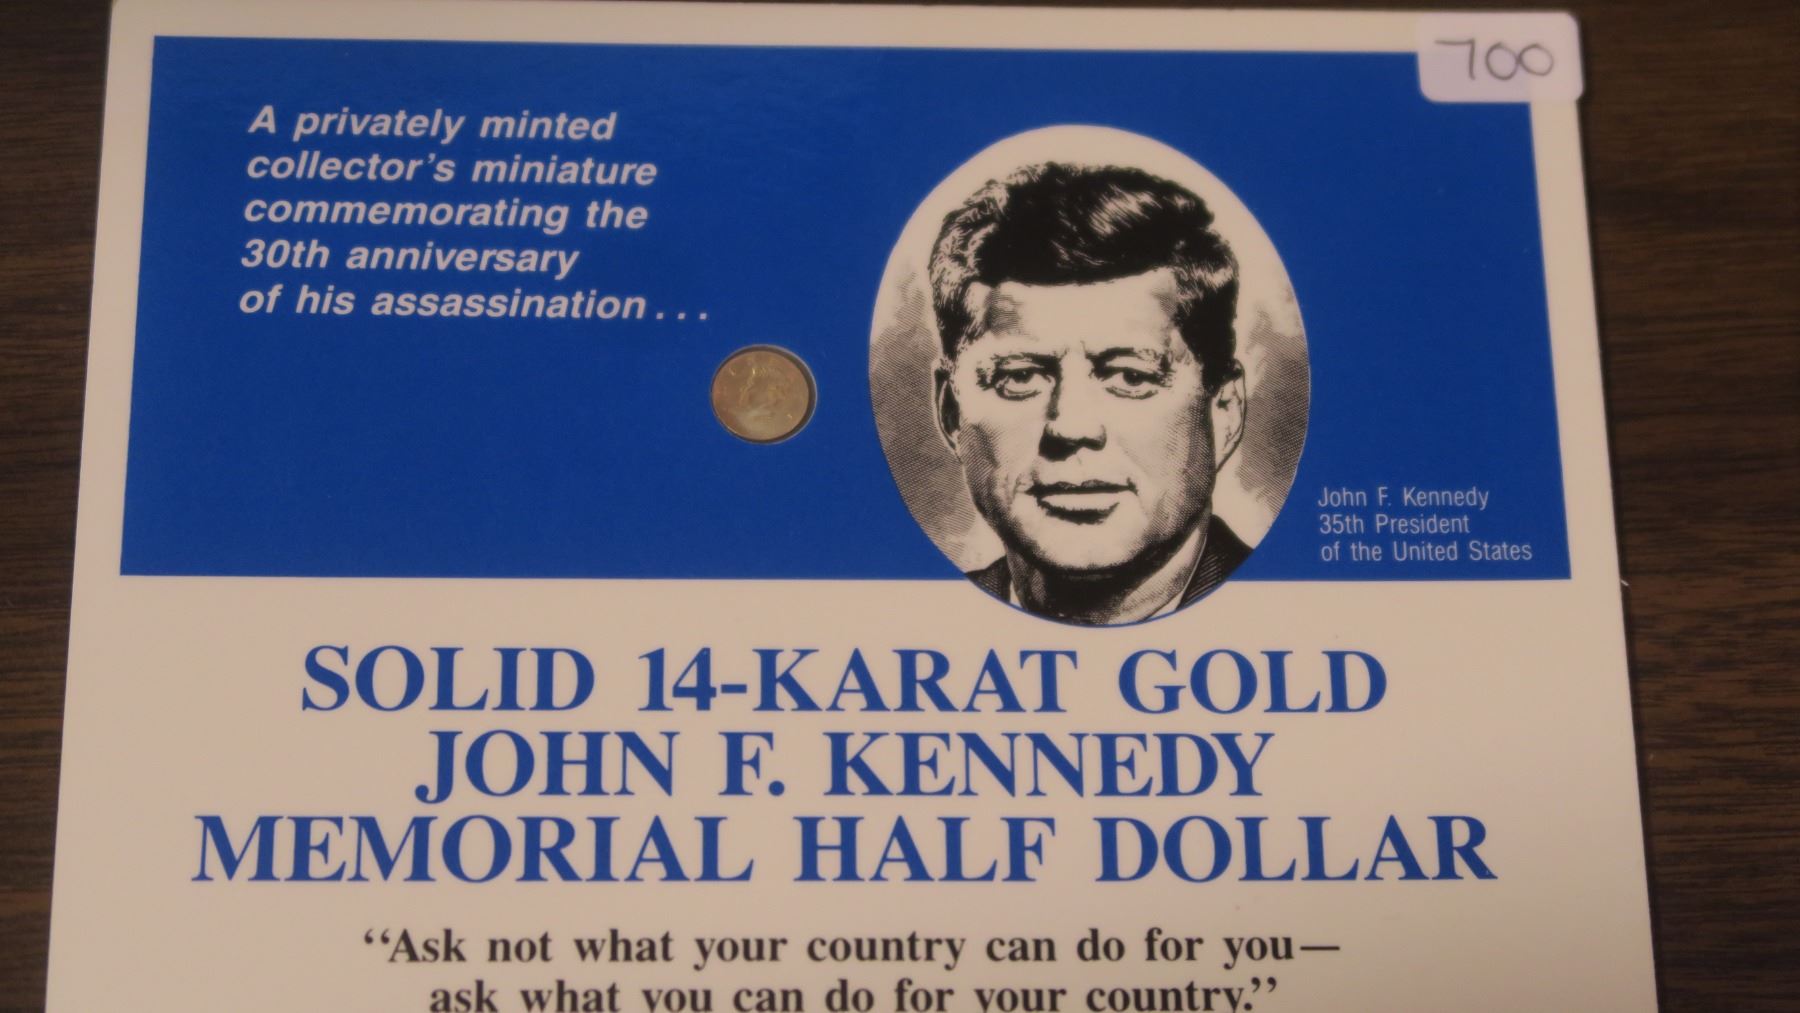 700
A privately minted
collector's miniature
commemorating the
30th anniversary
of his assassination...
John F. Kennedy
35th President
of the United States
SOLID 14-KARAT GOLD
JOHN F. KENNEDY
MEMORIAL HALF DOLLAR
“Ask not what your country can do for you—
ask what you can do for your country.”